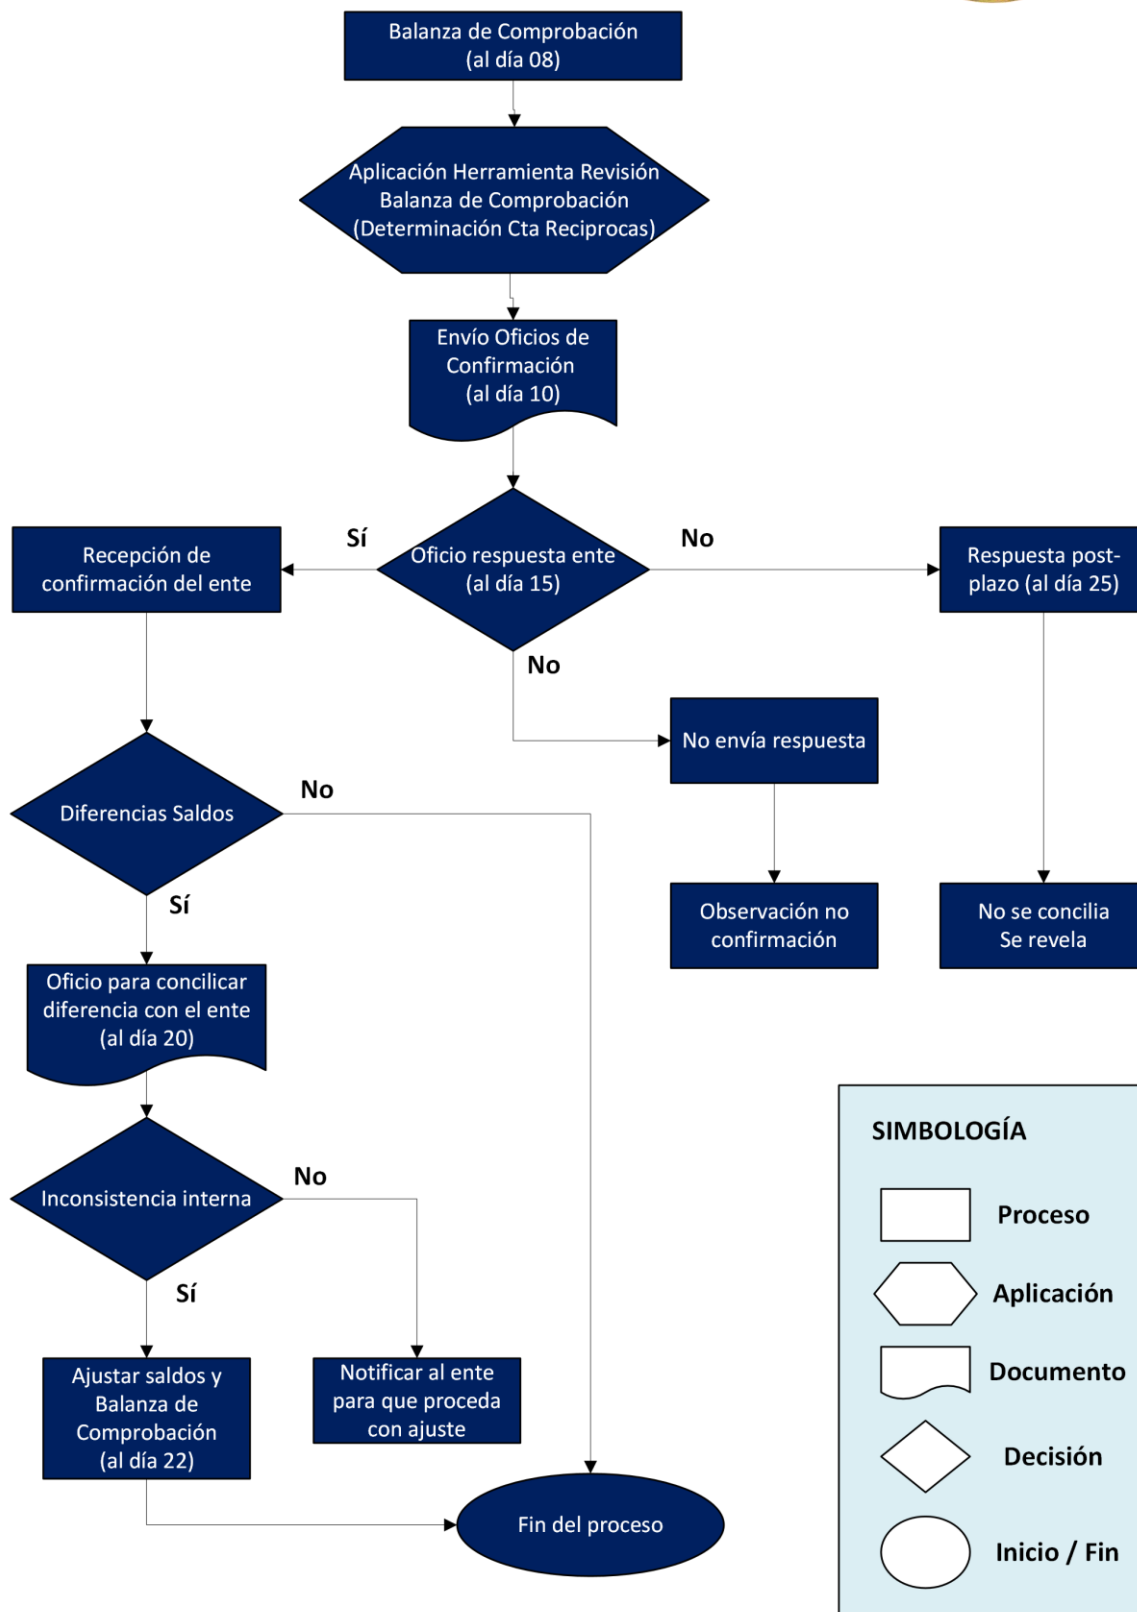 Balanza de Comprobación
(al día 08)
Aplicación Herramienta Revisión
Balanza de Comprobación
(Determinación Cta Reciprocas)
Envío Oficios de
Confirmación
(al día 10)
Oficio respuesta ente
(al día 15)
Sí
No
No
Recepción de
confirmación del ente
Respuesta post-
plazo (al día 25)
No envía respuesta
Diferencias Saldos
No
Sí
Observación no
confirmación
No se concilia
Se revela
Oficio para concilicar
diferencia con el ente
(al día 20)
Inconsistencia interna
No
Sí
Ajustar saldos y
Balanza de
Comprobación
(al día 22)
Notificar al ente
para que proceda
con ajuste
Fin del proceso
SIMBOLOGÍA
Proceso
Aplicación
Documento
Decisión
Inicio / Fin